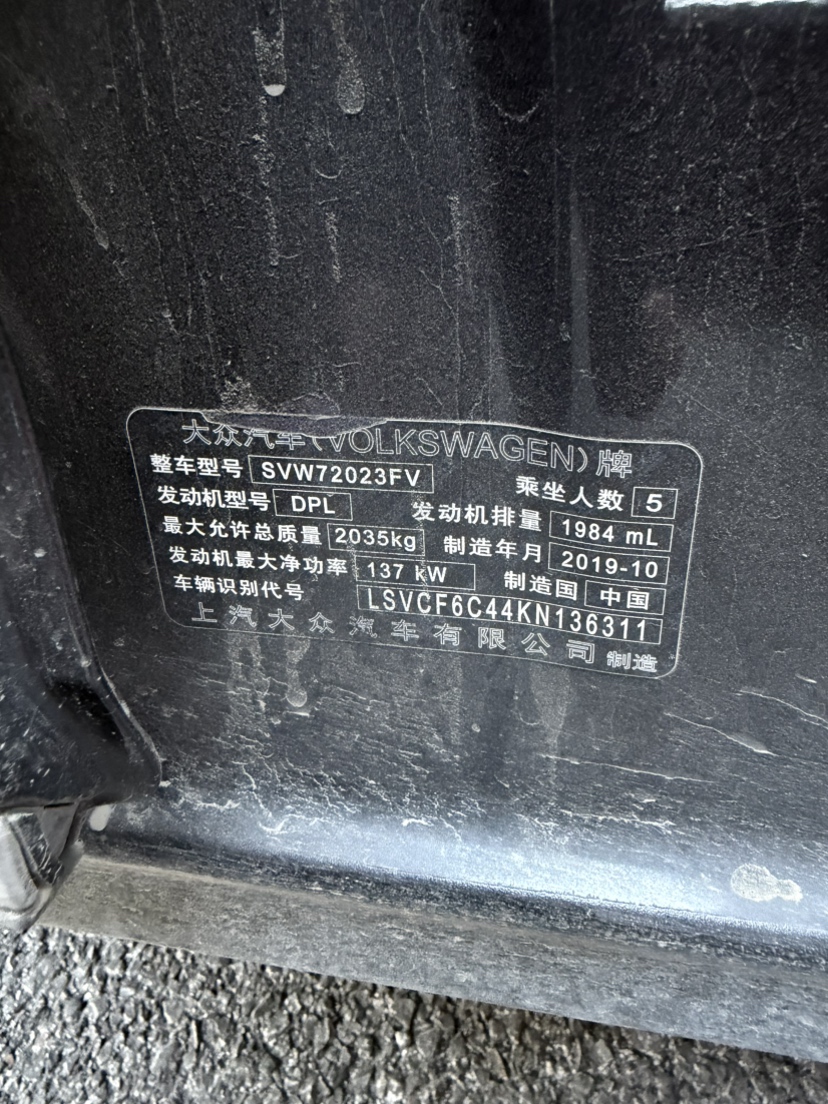 大众汽车(VOLKSWAGEN)牌
整车型号 SVW72023FV 乘坐人数 5
发动机型号 DPL 发动机排量 1984 mL
最大允许总质量 2035kg 制造年月 2019-10
发动机最大净功率 137 kW 制造国 中国
车辆识别代号 LSVCF6C44KN136311
上汽大众汽车有限公司 制造